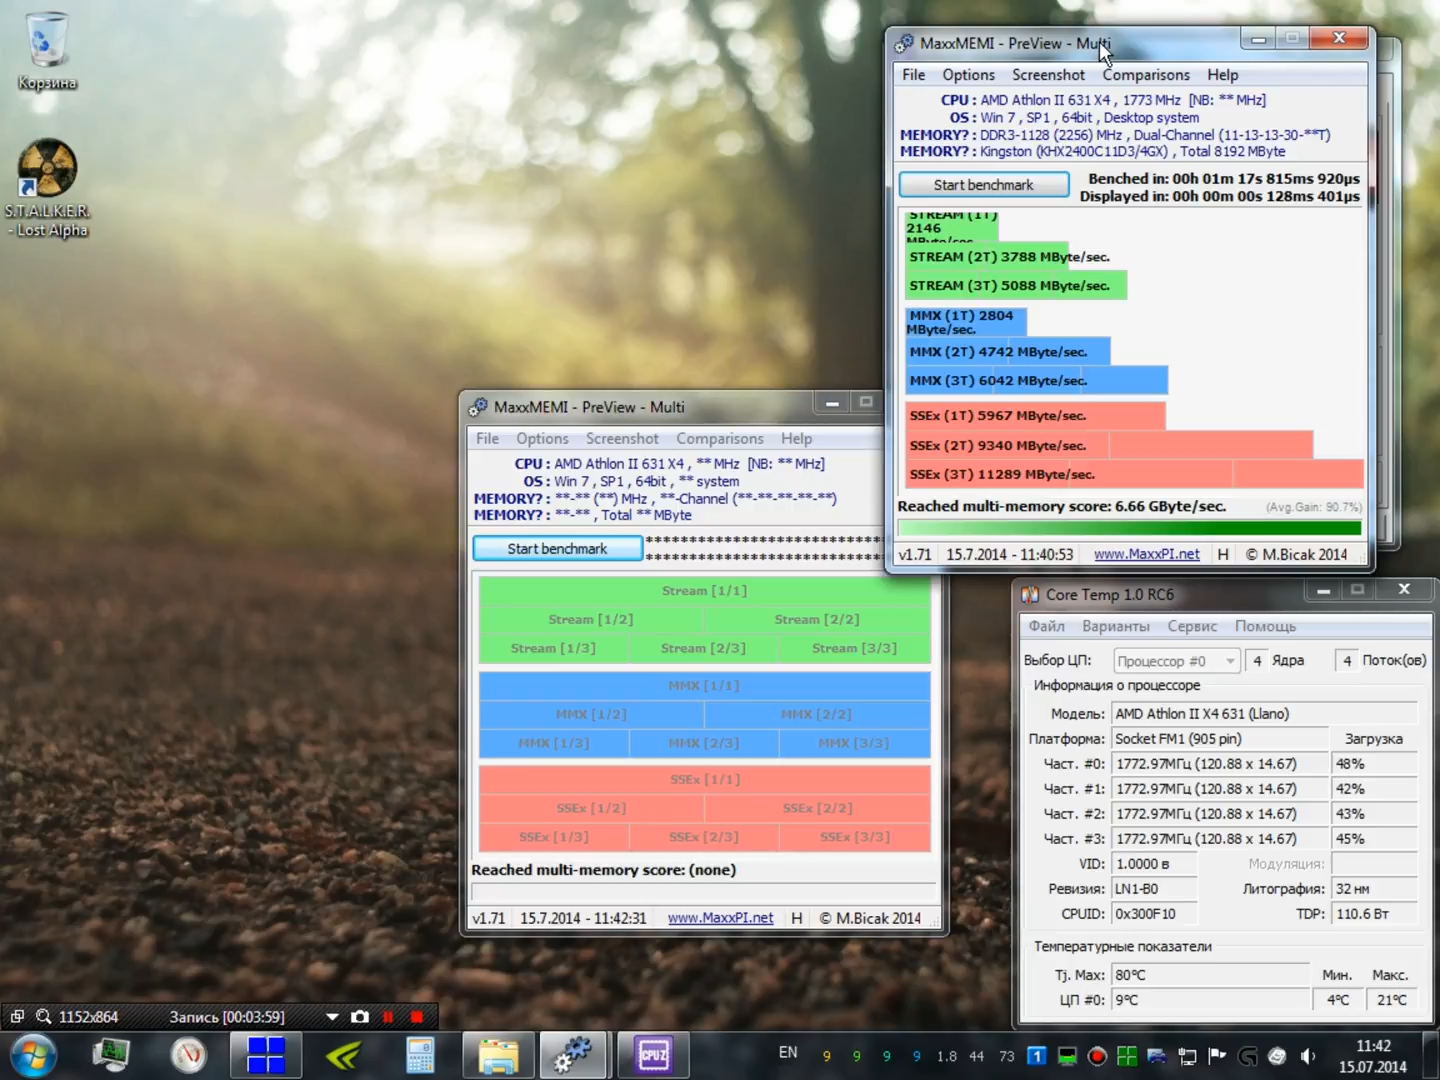 Корзина
S.T.A.L.K.E.R.
- Lost Alpha
MaxxMEMI - PreView - Multi
File Options Screenshot Comparisons Help
CPU : AMD Athlon II 631 X4 , 1773 MHz [NB: ** MHz]
OS : Win 7 , SP1 , 64bit , Desktop system
MEMORY? : DDR3-1128 (2256) MHz , Dual-Channel (11-13-13-30-**T)
MEMORY? : Kingston (KHX2400C11D3/4GX) , Total 8192 MByte
Start benchmark
Benched in: 00h 01m 17s 815ms 920µs
Displayed in: 00h 00m 00s 128ms 401µs
STREAM (1T)
2146
MByte/sec.
STREAM (2T) 3788 MByte/sec.
STREAM (3T) 5088 MByte/sec.
MMX (1T) 2804
MByte/sec.
MMX (2T) 4742 MByte/sec.
MMX (3T) 6042 MByte/sec.
SSEx (1T) 5967 MByte/sec.
SSEx (2T) 9340 MByte/sec.
SSEx (3T) 11289 MByte/sec.
Reached multi-memory score: 6.66 GByte/sec. (Avg.Gain: 90.7%)
v1.71 15.7.2014 - 11:40:53 www.MaxxPI.net H © M.Bicak 2014
MaxxMEMI - PreView - Multi
File Options Screenshot Comparisons Help
CPU : AMD Athlon II 631 X4 , ** MHz [NB: ** MHz]
OS : Win 7 , SP1 , 64bit , ** system
MEMORY? : **-** (**) MHz , **-Channel (**-**-**-**-**)
MEMORY? : **-** , Total ** MByte
Start benchmark
Stream [1/1]
Stream [1/2] Stream [2/2]
Stream [1/3] Stream [2/3] Stream [3/3]
MMX [1/1]
MMX [1/2] MMX [2/2]
MMX [1/3] MMX [2/3] MMX [3/3]
SSEx [1/1]
SSEx [1/2] SSEx [2/2]
SSEx [1/3] SSEx [2/3] SSEx [3/3]
Reached multi-memory score: (none)
v1.71 15.7.2014 - 11:42:31 www.MaxxPI.net H © M.Bicak 2014
Core Temp 1.0 RC6
Файл Варианты Сервис Помощь
Выбор ЦП: Процессор #0 4 Ядра 4 Поток(ов)
Информация о процессоре
Модель: AMD Athlon II X4 631 (Llano)
Платформа: Socket FM1 (905 pin) Загрузка
Част. #0: 1772.97МГц (120.88 x 14.67) 48%
Част. #1: 1772.97МГц (120.88 x 14.67) 42%
Част. #2: 1772.97МГц (120.88 x 14.67) 43%
Част. #3: 1772.97МГц (120.88 x 14.67) 45%
VID: 1.0000 в Модуляция:
Ревизия: LN1-B0 Литография: 32 нм
CPUID: 0x300F10 TDP: 110.6 Вт
Температурные показатели
Tj. Max: 80°C Мин. Макс.
ЦП #0: 9°C 4°C 21°C
1152x864 Запись [00:03:59]
CPU-Z
EN 9 9 9 9 1.8 44 73 1
11:42
15.07.2014